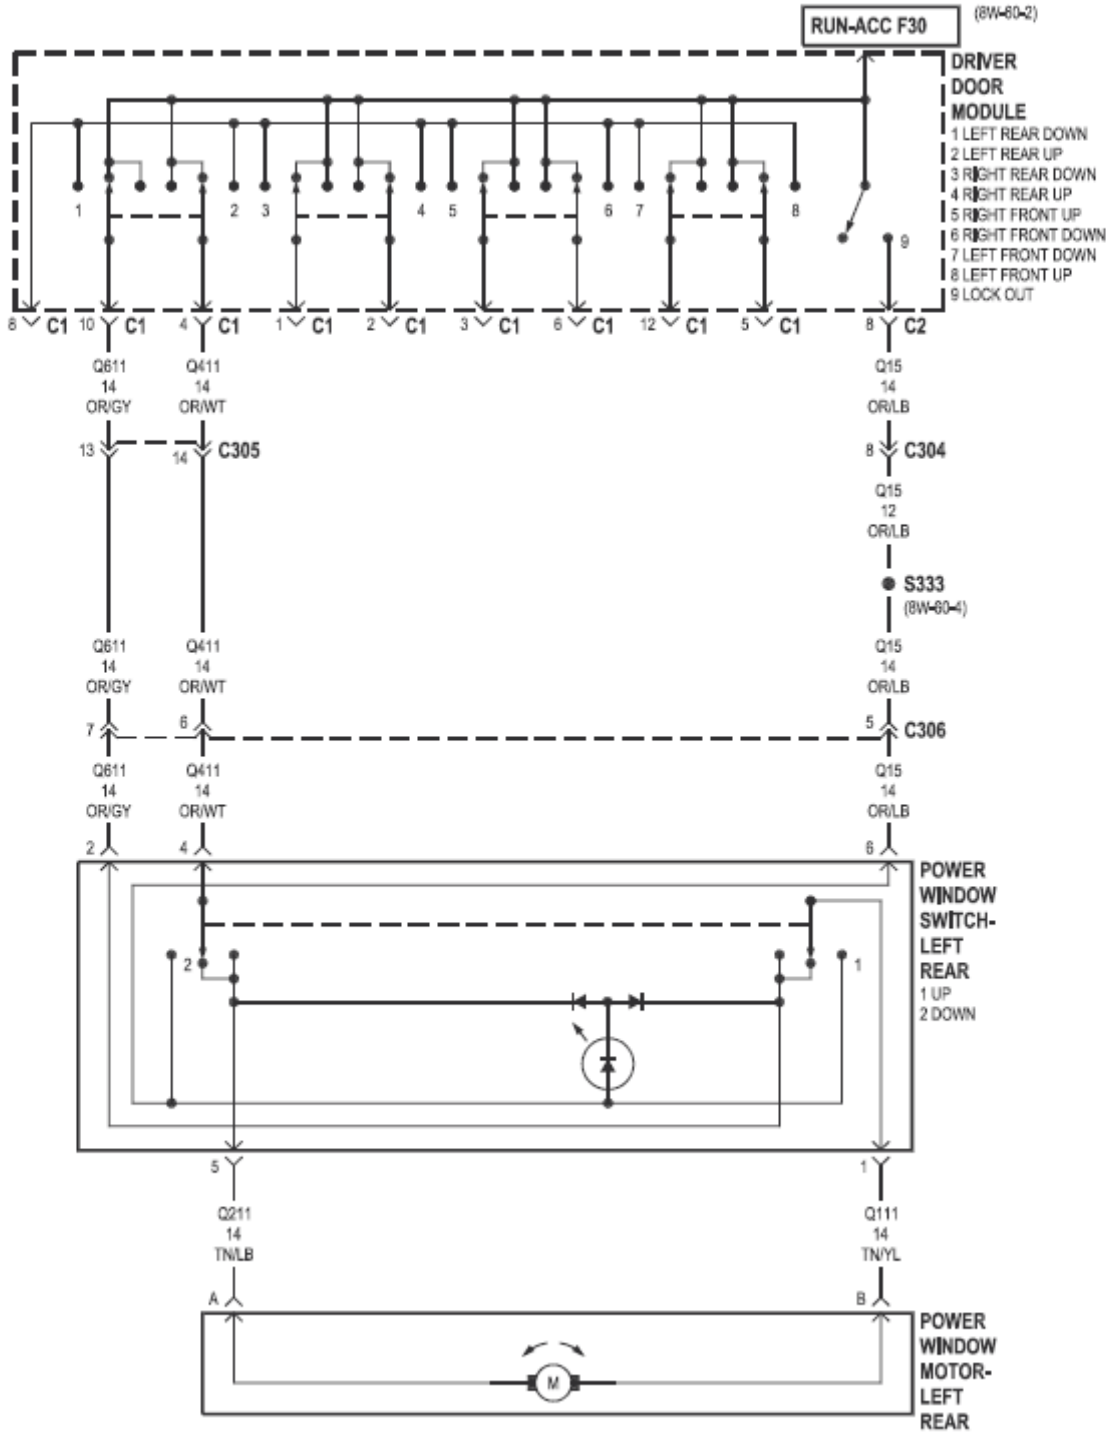 (8W-60-2)
RUN-ACC F30
DRIVER
DOOR
MODULE
1 LEFT REAR DOWN
2 LEFT REAR UP
3 RIGHT REAR DOWN
4 RIGHT REAR UP
5 RIGHT FRONT UP
6 RIGHT FRONT DOWN
7 LEFT FRONT DOWN
8 LEFT FRONT UP
9 LOCK OUT
1 2 3 4 5 6 7 8
9
8 C1 10 C1 4 C1 1 C1 2 C1 3 C1 6 C1 12 C1 5 C1 8 C2
Q611 Q411 Q15
14 14 14
OR/GY OR/WT OR/LB
13 14 C305 8 C304
Q15
12
OR/LB
S333
(8W-60-4)
Q611 Q411 Q15
14 14 14
OR/GY OR/WT OR/LB
7 6 5 C306
Q611 Q411 Q15
14 14 14
OR/GY OR/WT OR/LB
2 4 6
POWER
WINDOW
SWITCH-
LEFT
REAR
1 UP
2 DOWN
2 1
5 1
Q211 Q111
14 14
TN/LB TN/YL
A B
POWER
WINDOW
MOTOR-
LEFT
REAR
M